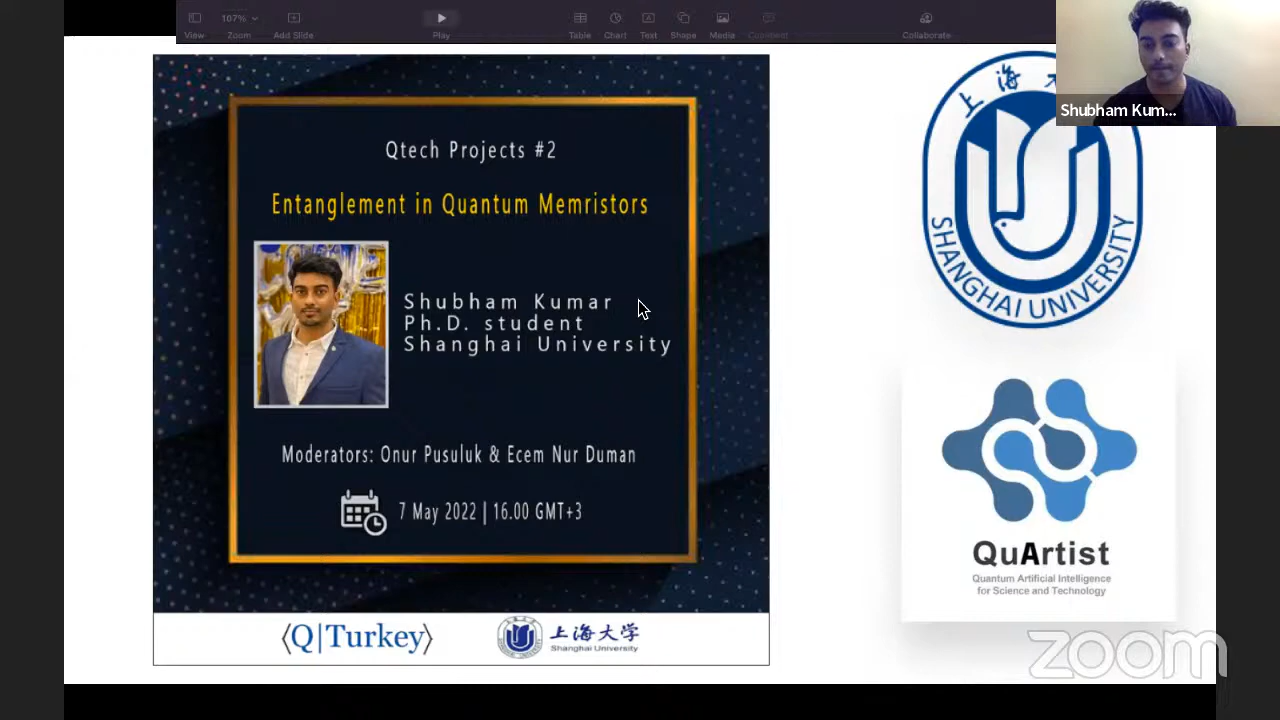 107%
View
Zoom
Add Slide
Play
Table
Chart
Text
Shape
Media
Comment
Collaborate
Shubham Kum...
Qtech Projects #2
Entanglement in Quantum Memristors
Shubham Kumar
Ph.D. student
Shanghai University
Moderators: Onur Pusuluk & Ecem Nur Duman
7 May 2022 | 16.00 GMT+3
⟨Q|Turkey⟩
上海大学
Shanghai University
上海
SHANGHAI UNIVERSITY
QuArtist
Quantum Artificial Intelligence
for Science and Technology
zoom